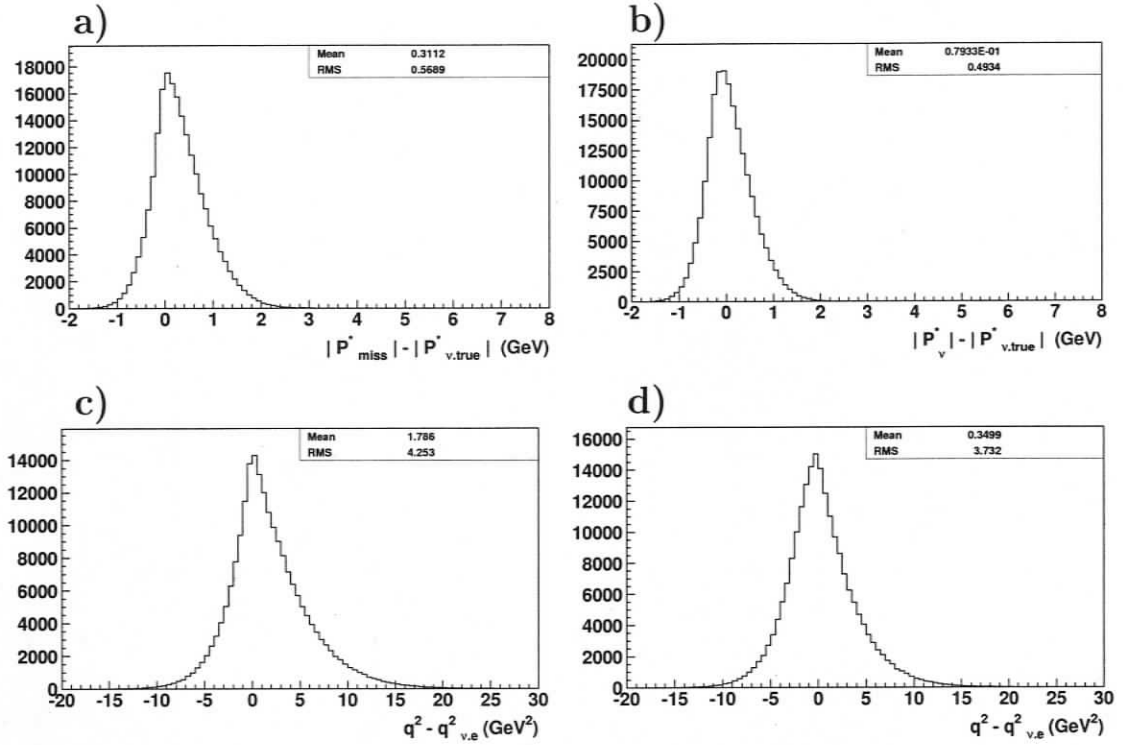 a)
Mean 0.3112
RMS 0.5689
18000
16000
14000
12000
10000
8000
6000
4000
2000
0
-2 -1 0 1 2 3 4 5 6 7 8
| P*miss | - | P*ν.true | (GeV)
b)
Mean 0.7933E-01
RMS 0.4934
20000
17500
15000
12500
10000
7500
5000
2500
0
-2 -1 0 1 2 3 4 5 6 7 8
| P*ν | - | P*ν.true | (GeV)
c)
Mean 1.786
RMS 4.253
14000
12000
10000
8000
6000
4000
2000
0
-20 -15 -10 -5 0 5 10 15 20 25 30
q² - q²ν.e (GeV²)
d)
Mean 0.3499
RMS 3.732
16000
14000
12000
10000
8000
6000
4000
2000
0
-20 -15 -10 -5 0 5 10 15 20 25 30
q² - q²ν.e (GeV²)